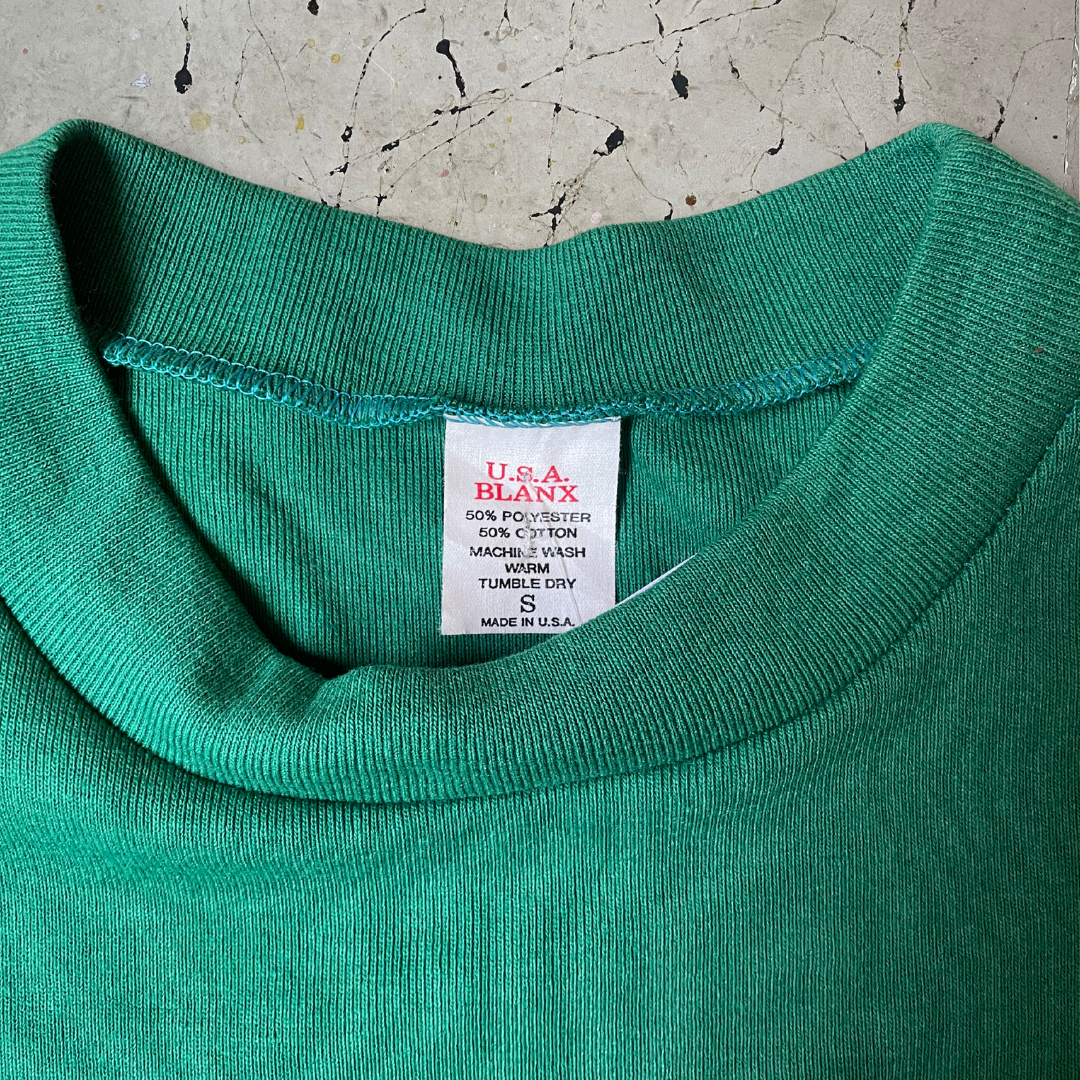 U.S.A.
BLANX
50% POLYESTER
50% COTTON
MACHINE WASH
WARM
TUMBLE DRY
S
MADE IN U.S.A.